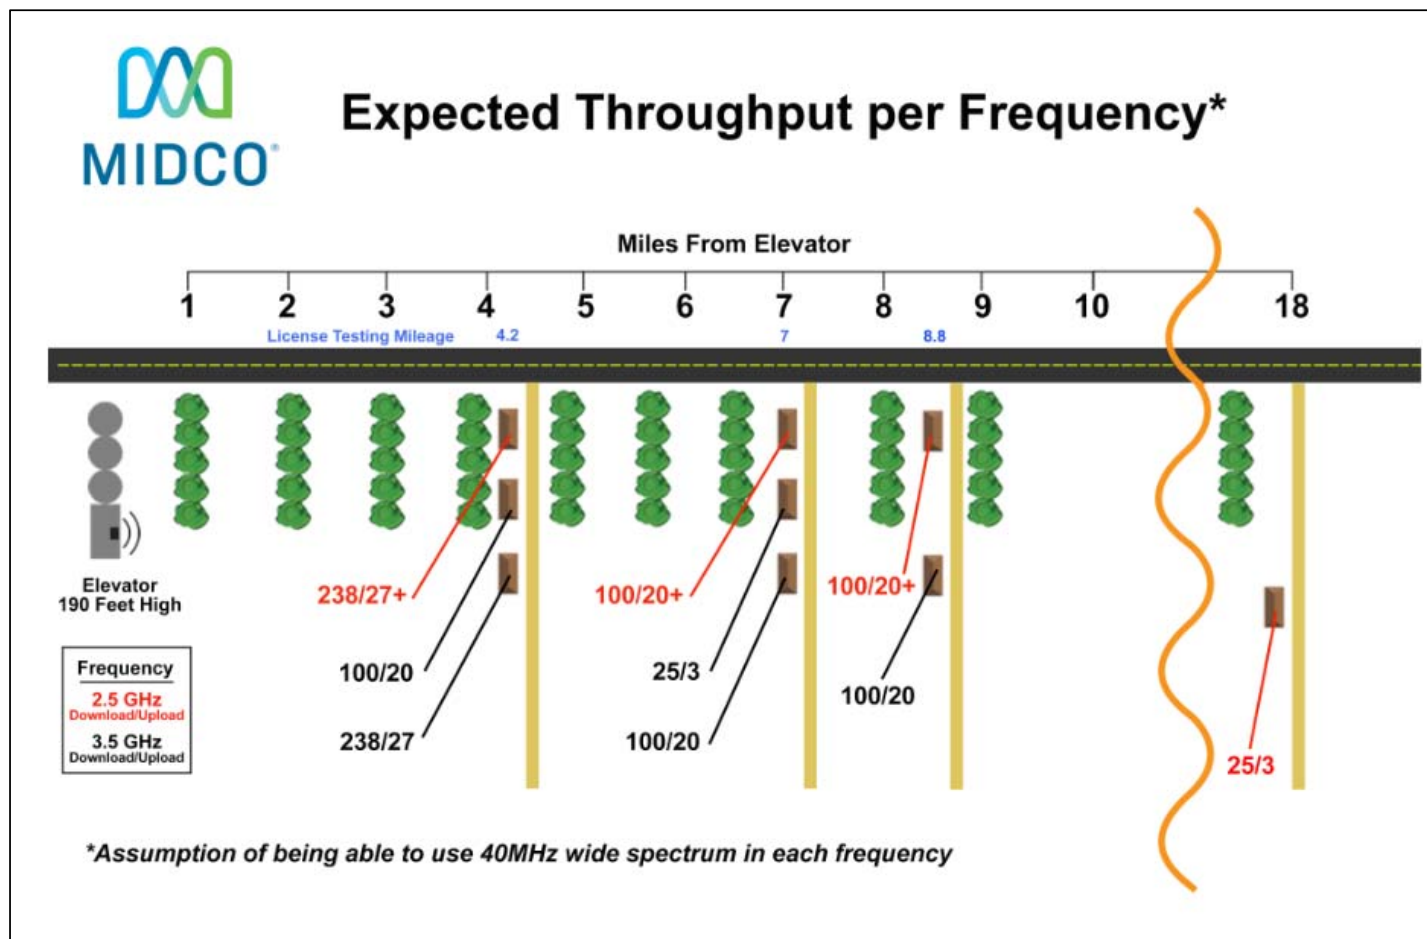 MIDCO
Expected Throughput per Frequency*
Miles From Elevator
1 2 3 4 5 6 7 8 9 10 18
License Testing Mileage 4.2 7 8.8
Elevator
190 Feet High
238/27+
100/20
238/27
100/20+
25/3
100/20
100/20+
100/20
25/3
Frequency
2.5 GHz
Download/Upload
3.5 GHz
Download/Upload
*Assumption of being able to use 40MHz wide spectrum in each frequency